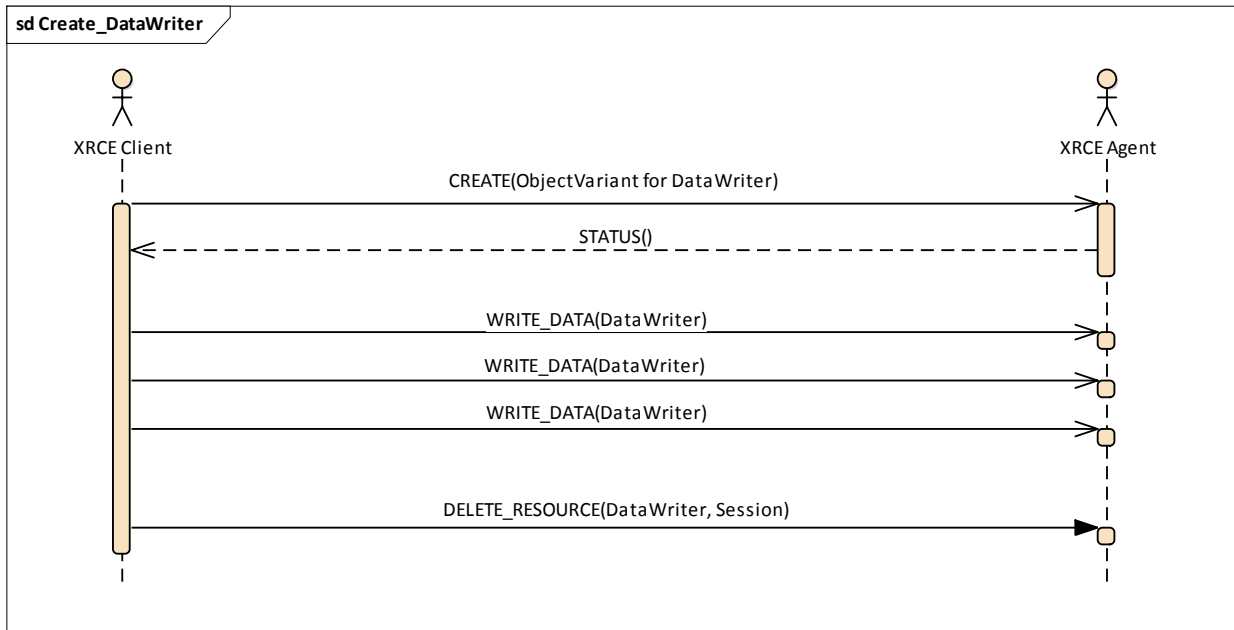 sd Create_DataWriter
XRCE Client
XRCE Agent
CREATE(ObjectVariant for DataWriter)
STATUS()
WRITE_DATA(DataWriter)
WRITE_DATA(DataWriter)
WRITE_DATA(DataWriter)
DELETE_RESOURCE(DataWriter, Session)